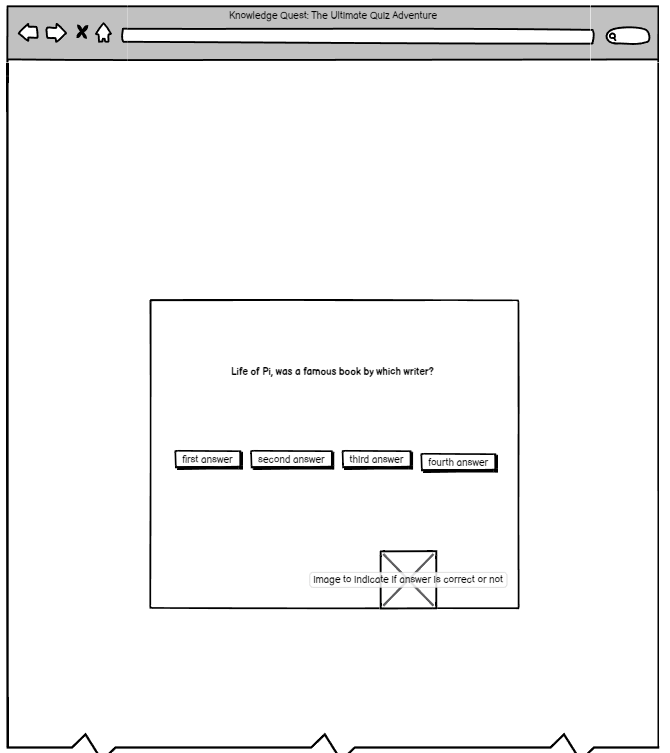 Knowledge Quest: The Ultimate Quiz Adventure
Life of Pi, was a famous book by which writer?
first answer second answer third answer fourth answer
Image to indicate if answer is correct or not